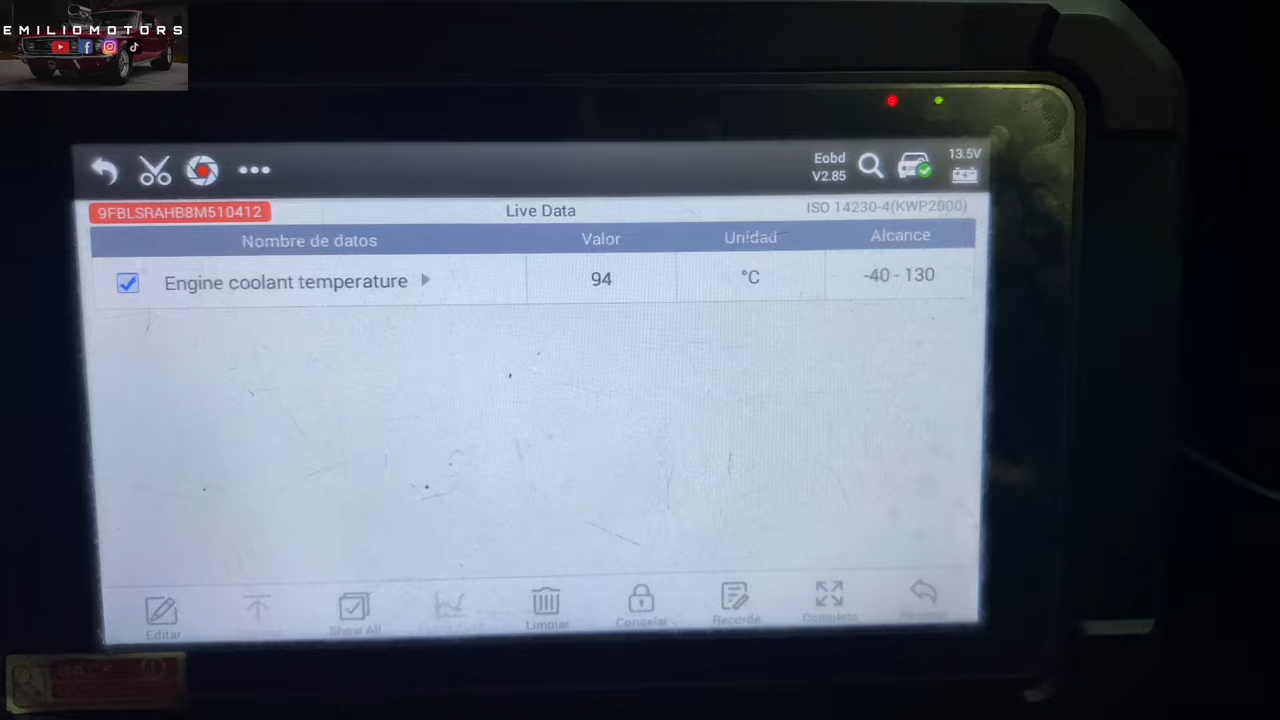 EMILIOMOTORS
Eobd
V2.85
13.5V
9FBLSRAHB8M510412
Live Data
ISO 14230-4(KWP2000)
Nombre de datos
Valor
Unidad
Alcance
Engine coolant temperature
94
°C
-40 - 130
Editar
Show All
Limpiar
Congelar
Recorde
Completo